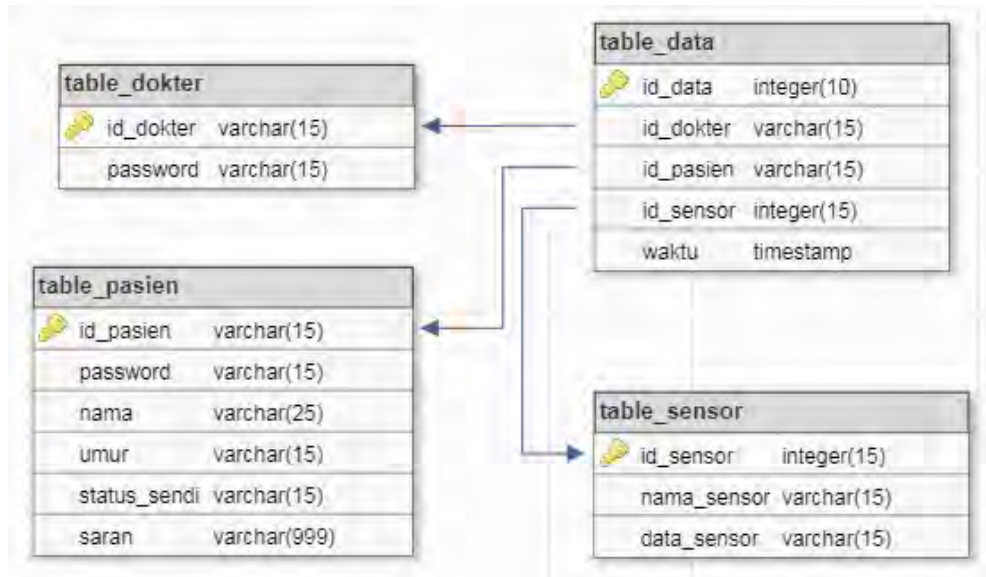 table_dokter
id_dokter varchar(15)
password varchar(15)
table_data
id_data integer(10)
id_dokter varchar(15)
id_pasien varchar(15)
id_sensor integer(15)
waktu timestamp
table_pasien
id_pasien varchar(15)
password varchar(15)
nama varchar(25)
umur varchar(15)
status_sendi varchar(15)
saran varchar(999)
table_sensor
id_sensor integer(15)
nama_sensor varchar(15)
data_sensor varchar(15)